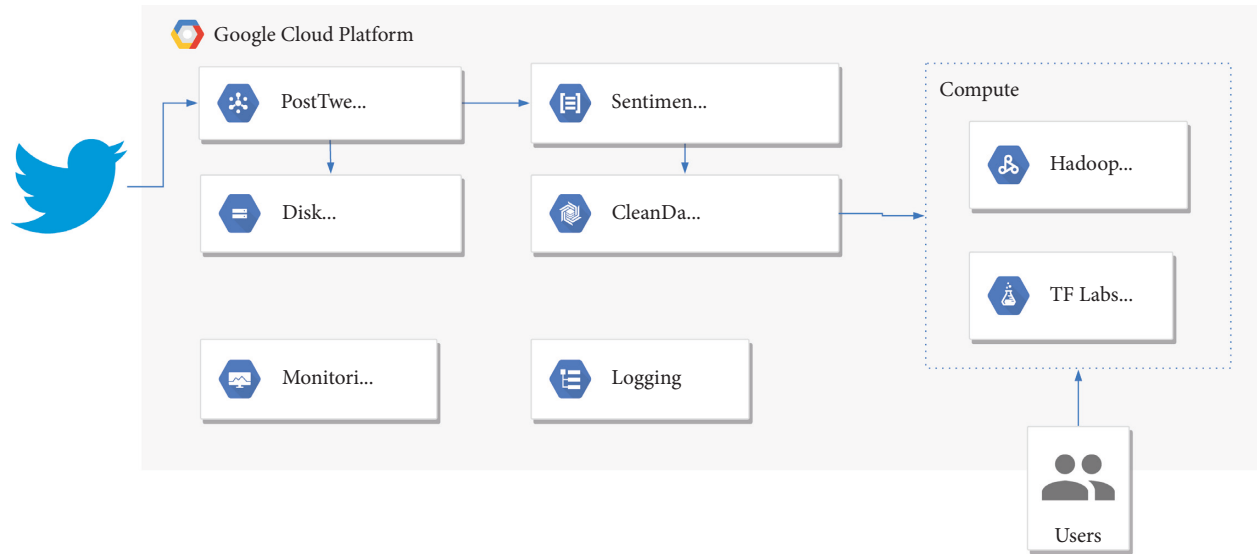 Google Cloud Platform
PostTwe...
Sentimen...
Compute
Hadoop...
Disk...
CleanDa...
TF Labs...
Monitori...
Logging
Users